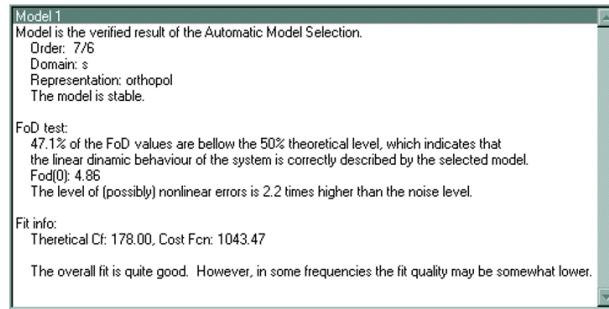 Model 1
Model is the verified result of the Automatic Model Selection.
Order: 7/6
Domain: s
Representation: orthopol
The model is stable.
FoD test:
47.1% of the FoD values are bellow the 50% theoretical level, which indicates that
the linear dinamic behaviour of the system is correctly described by the selected model.
Fod(0): 4.86
The level of (possibly) nonlinear errors is 2.2 times higher than the noise level.
Fit info:
Theretical Cf: 178.00, Cost Fcn: 1043.47
The overall fit is quite good. However, in some frequencies the fit quality may be somewhat lower.